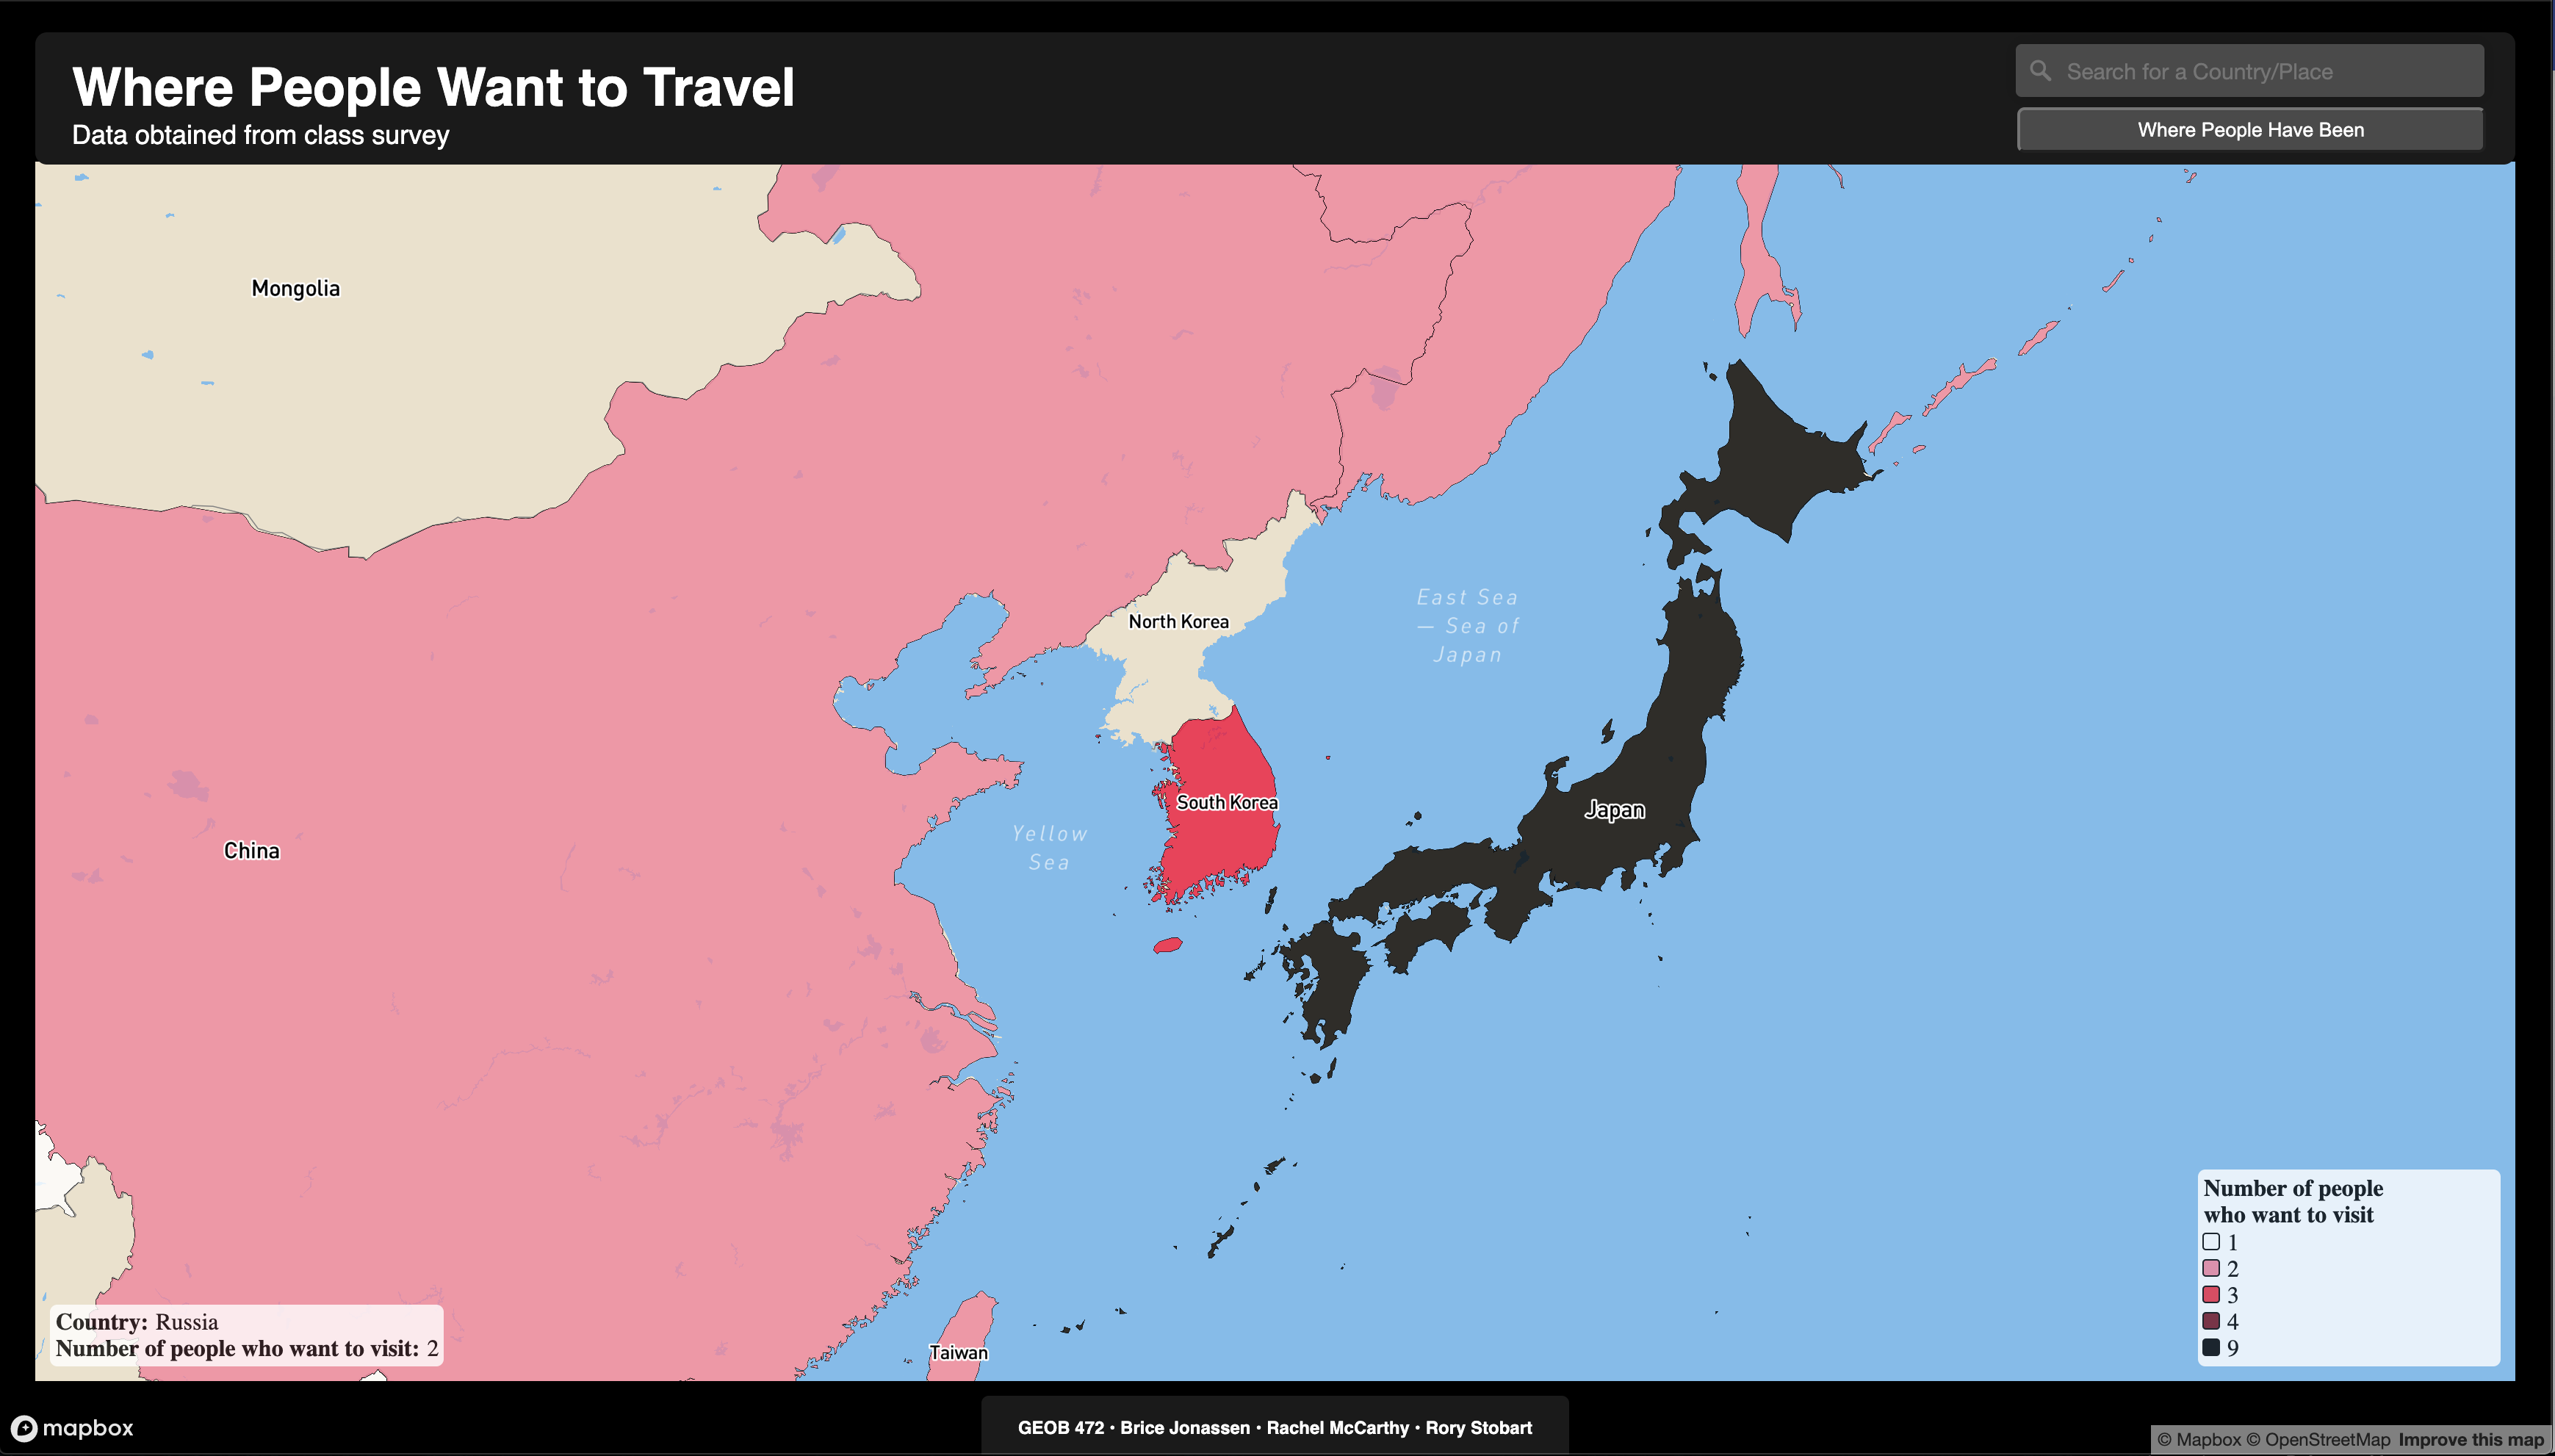 Where People Want to Travel
Data obtained from class survey
Search for a Country/Place
Where People Have Been
Mongolia
North Korea
East Sea
— Sea of
Japan
South Korea
Japan
Yellow
Sea
China
Taiwan
Number of people
who want to visit
1
2
3
4
9
Country: Russia
Number of people who want to visit: 2
mapbox
GEOB 472 • Brice Jonassen • Rachel McCarthy • Rory Stobart
© Mapbox © OpenStreetMap Improve this map